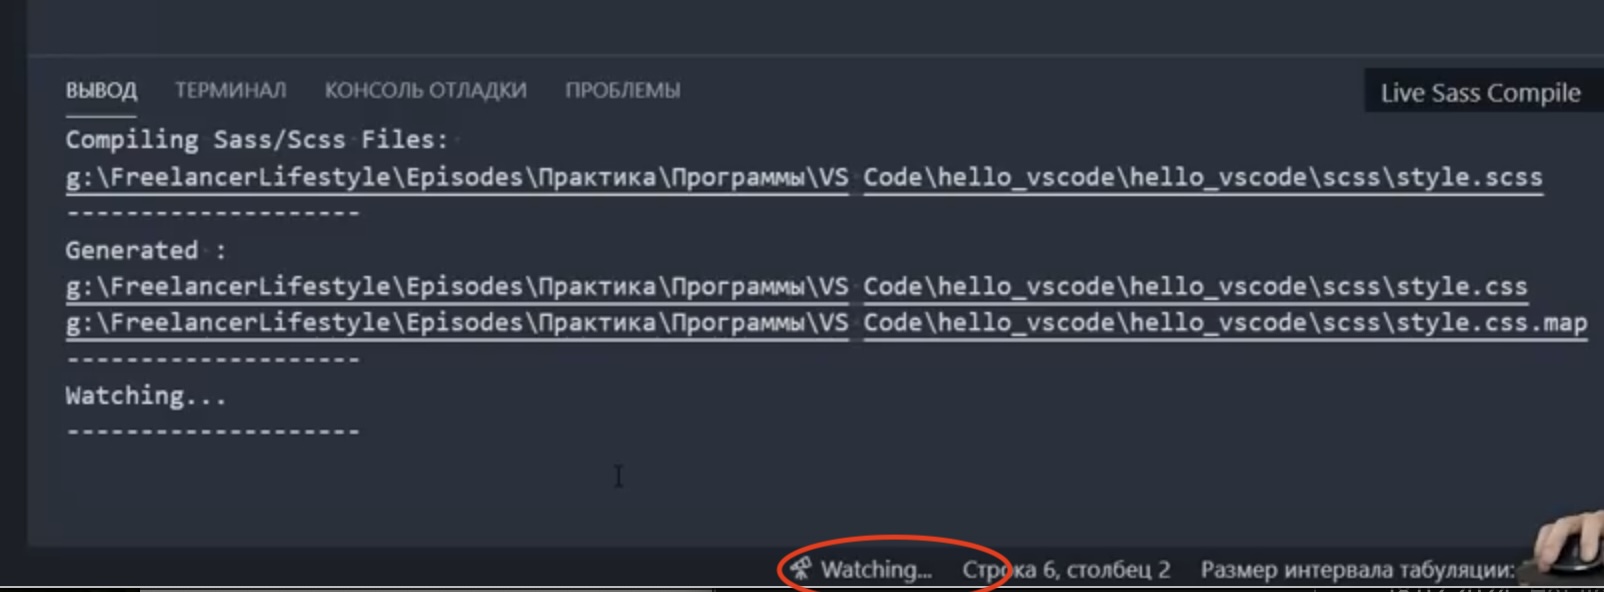 ВЫВОД ТЕРМИНАЛ КОНСОЛЬ ОТЛАДКИ ПРОБЛЕМЫ Live Sass Compile
Compiling Sass/Scss Files:
g:\FreelancerLifestyle\Episodes\Практика\Программы\VS Code\hello_vscode\hello_vscode\scss\style.scss
--------------------
Generated :
g:\FreelancerLifestyle\Episodes\Практика\Программы\VS Code\hello_vscode\hello_vscode\scss\style.css
g:\FreelancerLifestyle\Episodes\Практика\Программы\VS Code\hello_vscode\hello_vscode\scss\style.css.map
--------------------
Watching...
--------------------
Watching... Строка 6, столбец 2 Размер интервала табуляции: